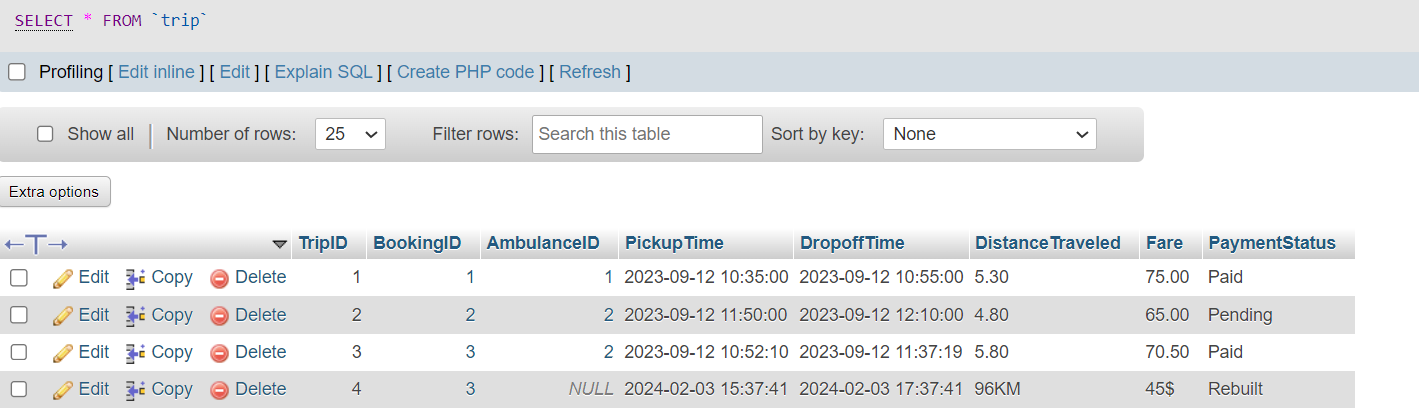 SELECT * FROM `trip`
Profiling [ Edit inline ] [ Edit ] [ Explain SQL ] [ Create PHP code ] [ Refresh ]
Show all Number of rows: 25 Filter rows: Search this table Sort by key: None
Extra options
TripID BookingID AmbulanceID PickupTime DropoffTime DistanceTraveled Fare PaymentStatus
Edit Copy Delete 1 1 1 2023-09-12 10:35:00 2023-09-12 10:55:00 5.30 75.00 Paid
Edit Copy Delete 2 2 2 2023-09-12 11:50:00 2023-09-12 12:10:00 4.80 65.00 Pending
Edit Copy Delete 3 3 2 2023-09-12 10:52:10 2023-09-12 11:37:19 5.80 70.50 Paid
Edit Copy Delete 4 3 NULL 2024-02-03 15:37:41 2024-02-03 17:37:41 96KM 45$ Rebuilt